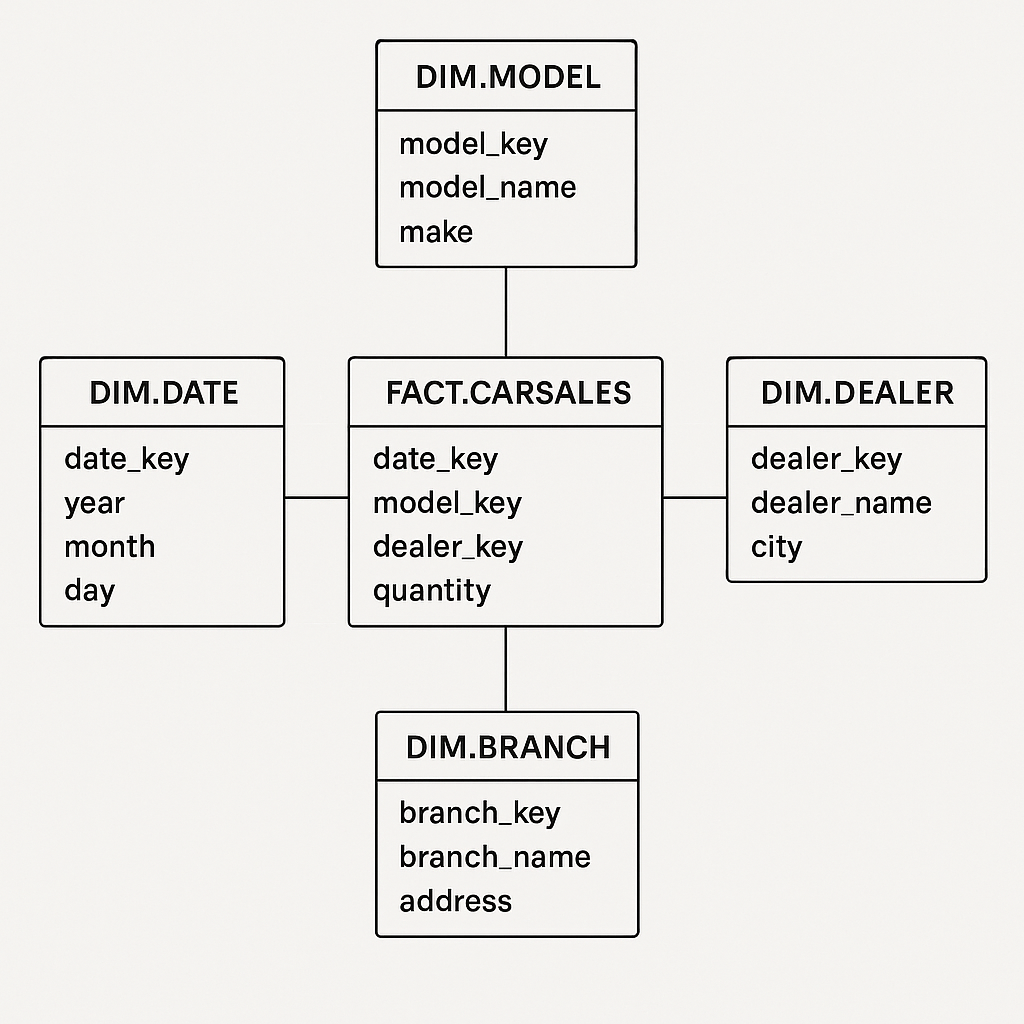 DIM.MODEL
model_key
model_name
make
DIM.DATE
date_key
year
month
day
FACT.CARSALES
date_key
model_key
dealer_key
quantity
DIM.DEALER
dealer_key
dealer_name
city
DIM.BRANCH
branch_key
branch_name
address